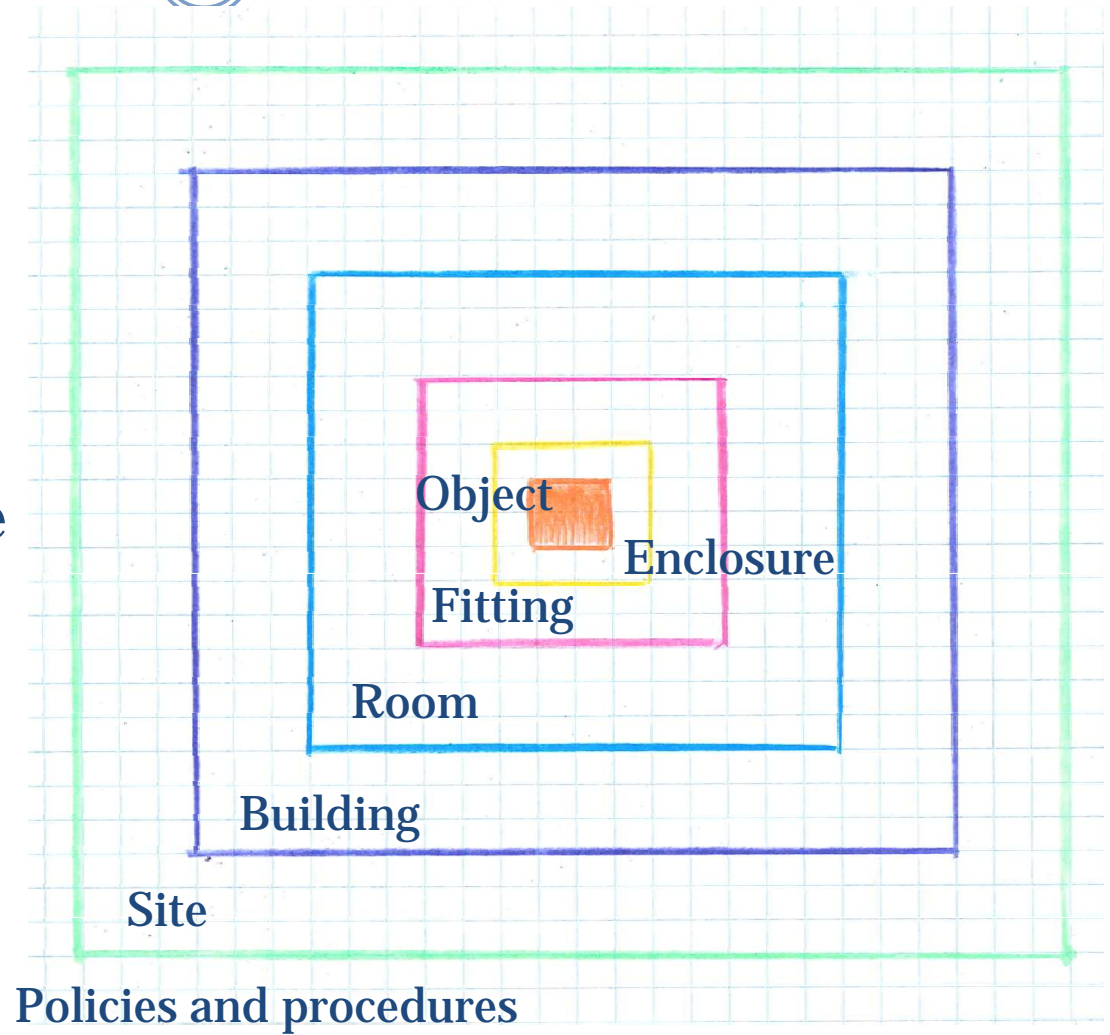 Object
Enclosure
Fitting
Room
Building
Site
Policies and procedures